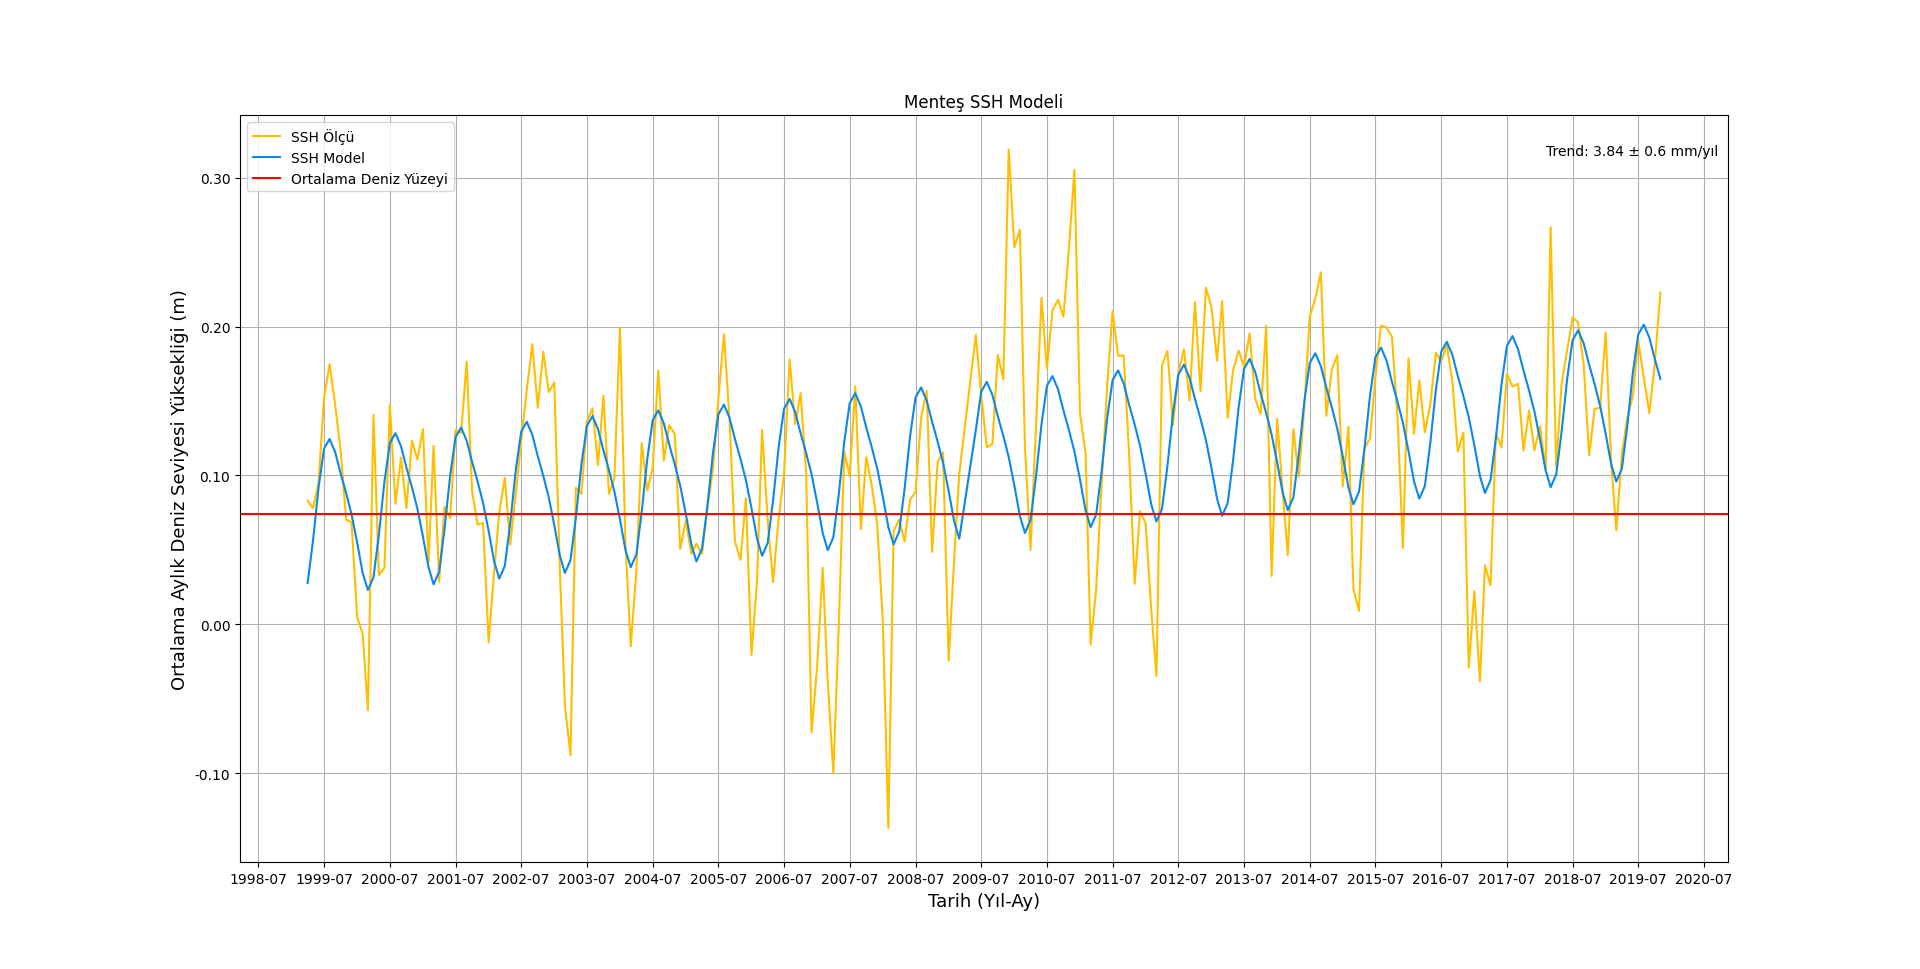 Menteş SSH Modeli
SSH Ölçü
SSH Model
Ortalama Deniz Yüzeyi
Trend: 3.84 ± 0.6 mm/yıl
Ortalama Aylık Deniz Seviyesi Yüksekliği (m)
0.30
0.20
0.10
0.00
-0.10
1998-07 1999-07 2000-07 2001-07 2002-07 2003-07 2004-07 2005-07 2006-07 2007-07 2008-07 2009-07 2010-07 2011-07 2012-07 2013-07 2014-07 2015-07 2016-07 2017-07 2018-07 2019-07 2020-07
Tarih (Yıl-Ay)